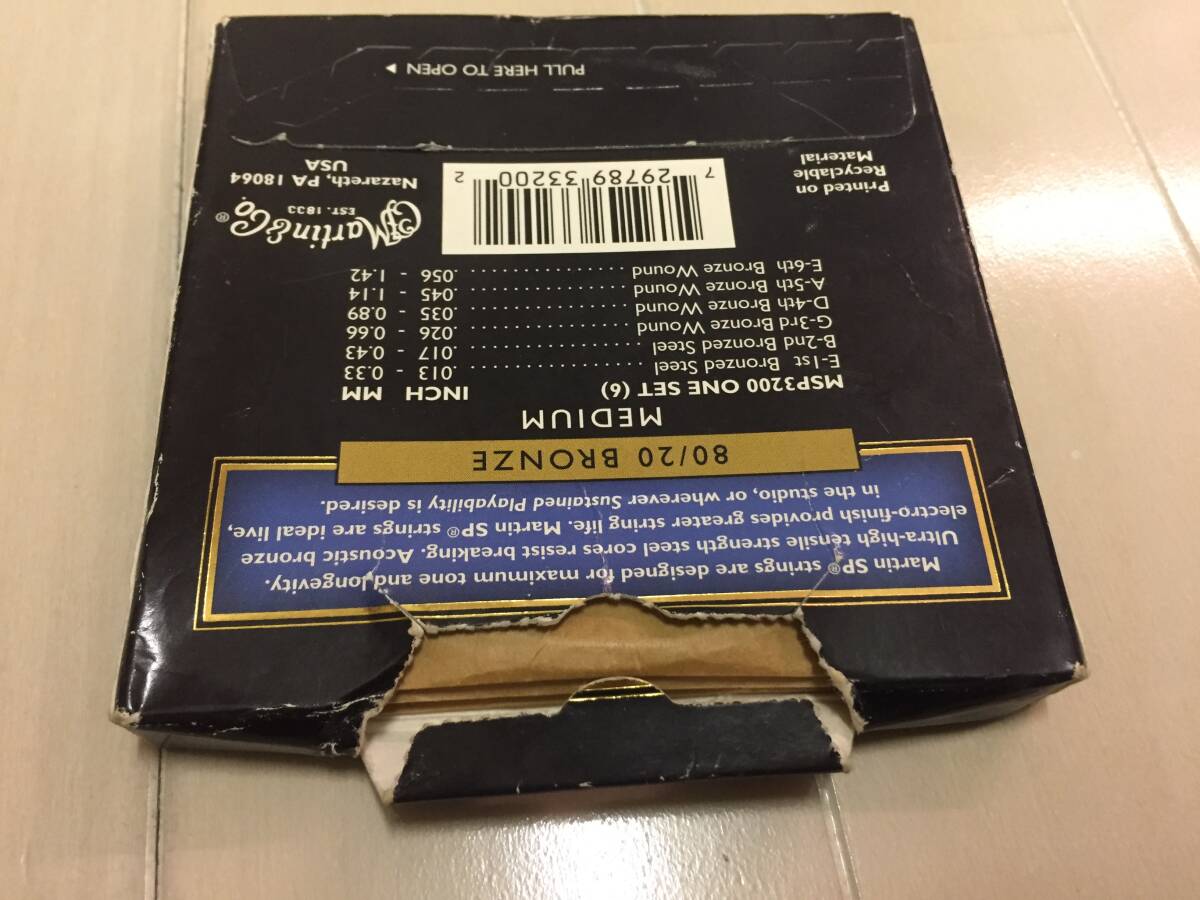 Martin SP® strings are designed for maximum tone and longevity.
Ultra-high tensile strength steel cores resist breaking. Acoustic bronze
electro-finish provides greater string life. Martin SP® strings are ideal live,
in the studio, or wherever Sustained Playability is desired.
80/20 BRONZE
MEDIUM
MSP3200 ONE SET (6) INCH MM
E-1st Bronzed Steel .013 - 0.33
B-2nd Bronzed Steel .017 - 0.43
G-3rd Bronze Wound .026 - 0.66
D-4th Bronze Wound .035 - 0.89
A-5th Bronze Wound .045 - 1.14
E-6th Bronze Wound .056 - 1.42
Printed on
Recyclable
Material
7 29789 33200 2
CF Martin & Co.®
EST. 1833
Nazareth, PA 18064
USA
PULL HERE TO OPEN ►